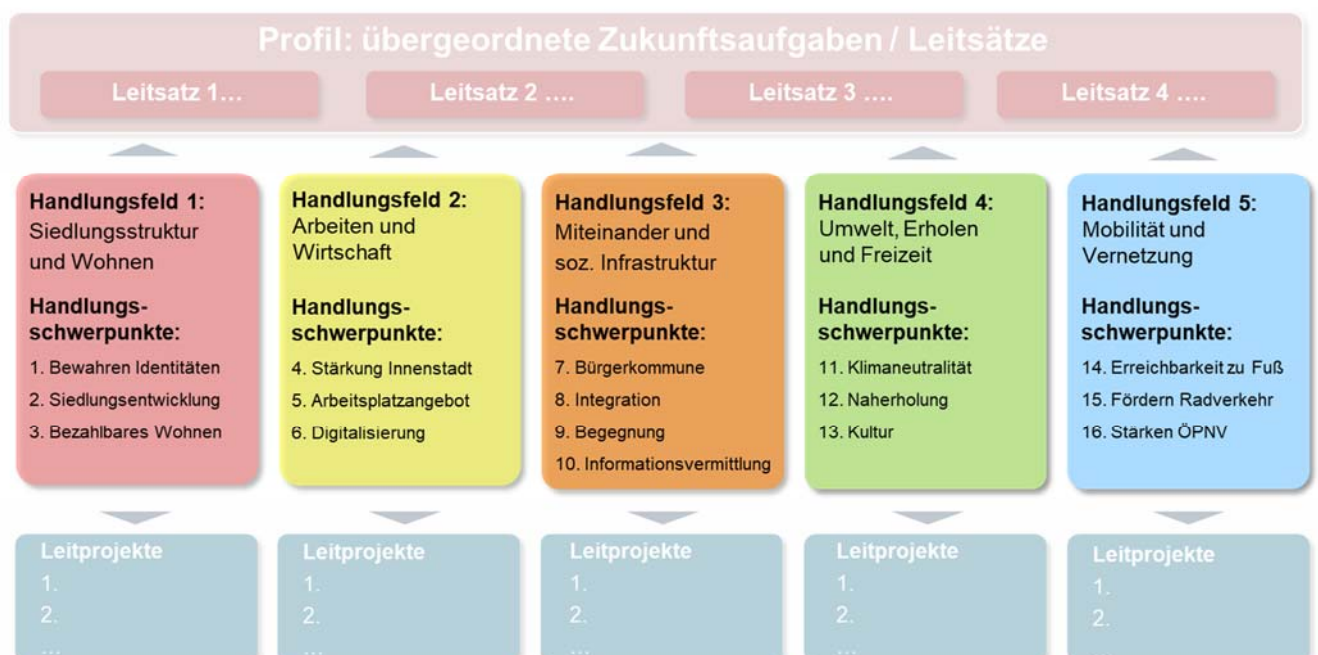 Profil: übergeordnete Zukunftsaufgaben / Leitsätze
Leitsatz 1…
Leitsatz 2 ….
Leitsatz 3 ….
Leitsatz 4 ….
Handlungsfeld 1:
Siedlungsstruktur
und Wohnen
Handlungs-
schwerpunkte:
1. Bewahren Identitäten
2. Siedlungsentwicklung
3. Bezahlbares Wohnen
Handlungsfeld 2:
Arbeiten und
Wirtschaft
Handlungs-
schwerpunkte:
4. Stärkung Innenstadt
5. Arbeitsplatzangebot
6. Digitalisierung
Handlungsfeld 3:
Miteinander und
soz. Infrastruktur
Handlungs-
schwerpunkte:
7. Bürgerkommune
8. Integration
9. Begegnung
10. Informationsvermittlung
Handlungsfeld 4:
Umwelt, Erholen
und Freizeit
Handlungs-
schwerpunkte:
11. Klimaneutralität
12. Naherholung
13. Kultur
Handlungsfeld 5:
Mobilität und
Vernetzung
Handlungs-
schwerpunkte:
14. Erreichbarkeit zu Fuß
15. Fördern Radverkehr
16. Stärken ÖPNV
Leitprojekte
1.
2.
…
Leitprojekte
1.
2.
…
Leitprojekte
1.
2.
…
Leitprojekte
1.
2.
…
Leitprojekte
1.
2.